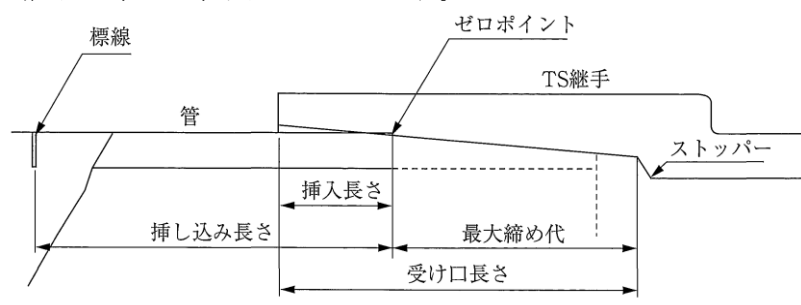 標線
ゼロポイント
TS継手
管
ストッパー
挿入長さ
挿し込み長さ
最大締め代
受け口長さ